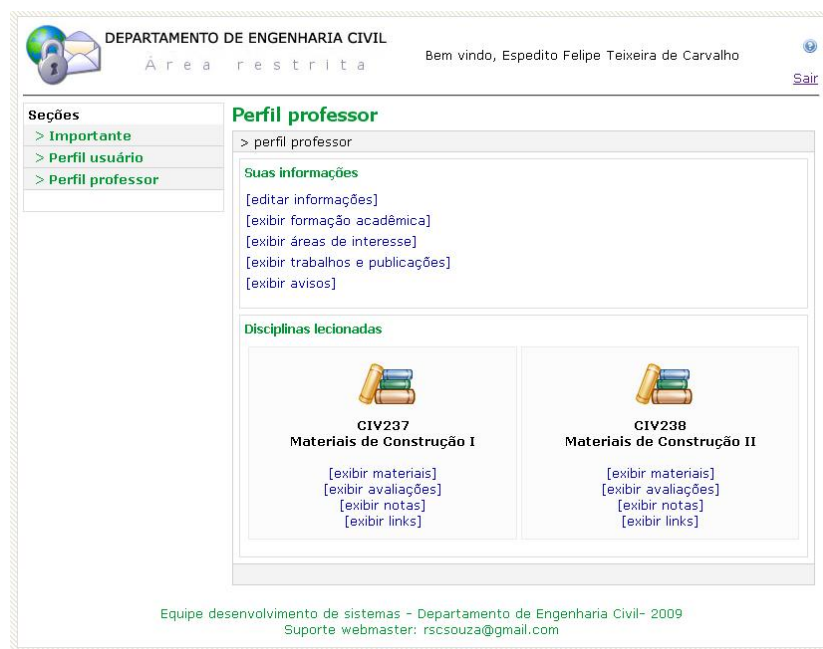 DEPARTAMENTO DE ENGENHARIA CIVIL
Área restrita
Bem vindo, Espedito Felipe Teixeira de Carvalho
Sair
Seções
> Importante
> Perfil usuário
> Perfil professor
Perfil professor
> perfil professor
Suas informações
[editar informações]
[exibir formação acadêmica]
[exibir áreas de interesse]
[exibir trabalhos e publicações]
[exibir avisos]
Disciplinas lecionadas
CIV237
Materiais de Construção I
[exibir materiais]
[exibir avaliações]
[exibir notas]
[exibir links]
CIV238
Materiais de Construção II
[exibir materiais]
[exibir avaliações]
[exibir notas]
[exibir links]
Equipe desenvolvimento de sistemas - Departamento de Engenharia Civil- 2009
Suporte webmaster: rscsouza@gmail.com